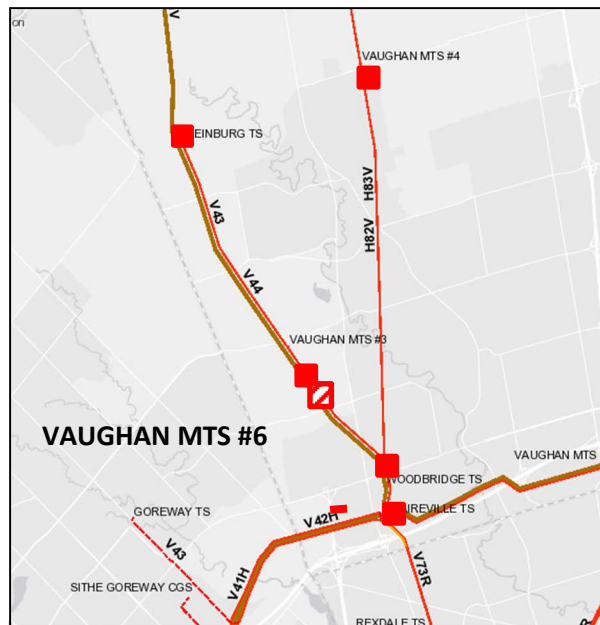 on
V
VAUGHAN MTS #4
EINBURG TS
H83V
V43
H82V
V44
VAUGHAN MTS #3
VAUGHAN MTS #6
VAUGHAN MTS
WOODBRIDGE TS
GOREWAY TS
V42H
IREVILLE TS
V43
V41H
V73R
SITHE GOREWAY CGS
REXDALE TS
R